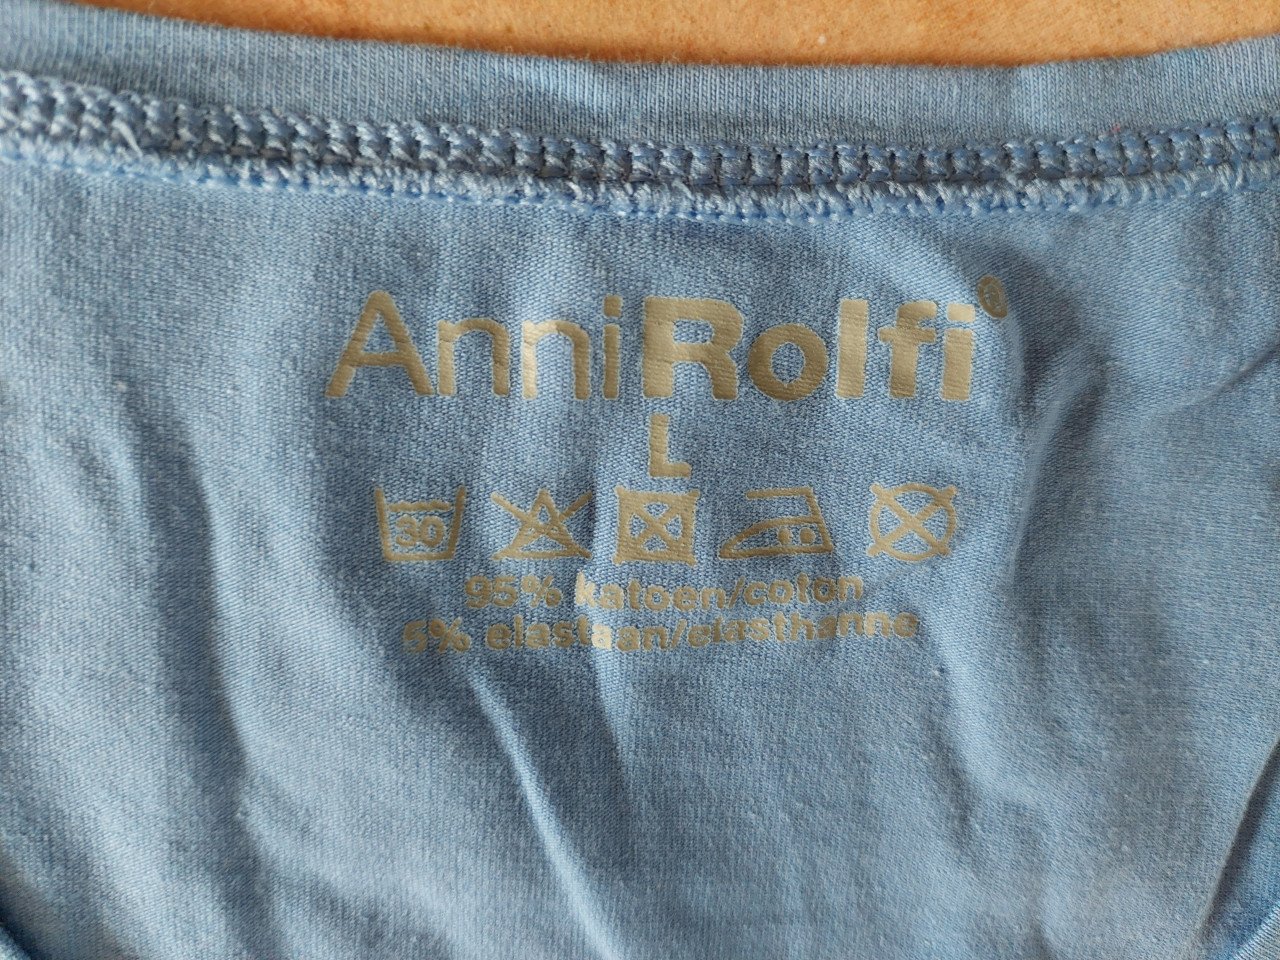 AnniRolfi®
L
30
95% katoen/coton
5% elastaan/elasthanne